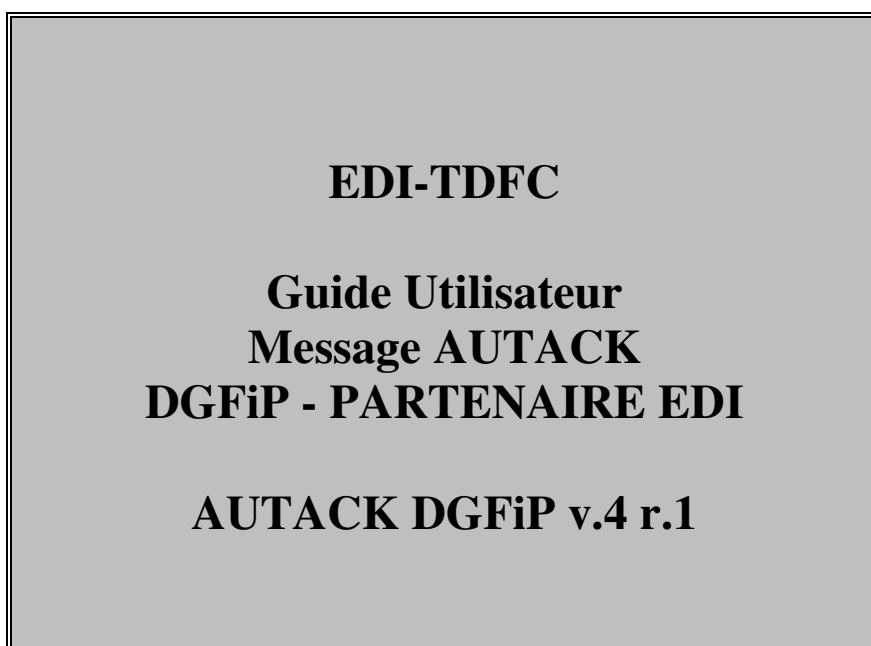 EDI-TDFC
Guide Utilisateur
Message AUTACK
DGFiP - PARTENAIRE EDI
AUTACK DGFiP v.4 r.1